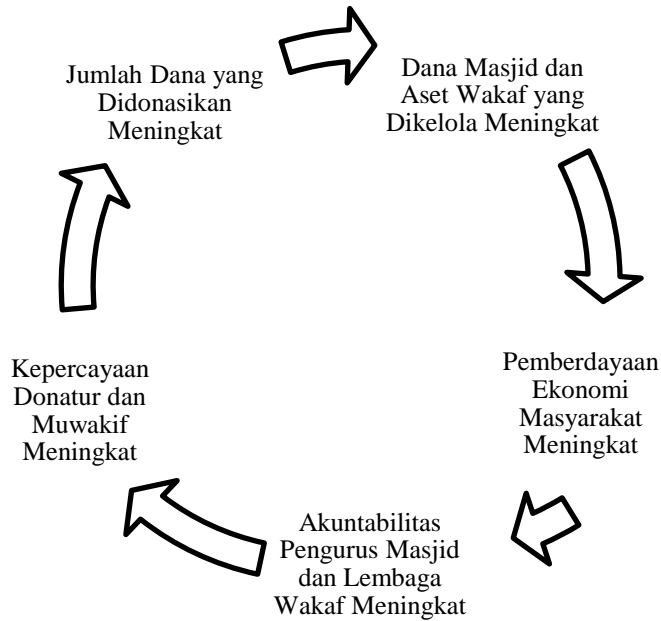 Jumlah Dana yang
Didonasikan
Meningkat
Dana Masjid dan
Aset Wakaf yang
Dikelola Meningkat
Pemberdayaan
Ekonomi
Masyarakat
Meningkat
Akuntabilitas
Pengurus Masjid
dan Lembaga
Wakaf Meningkat
Kepercayaan
Donatur dan
Muwakif
Meningkat